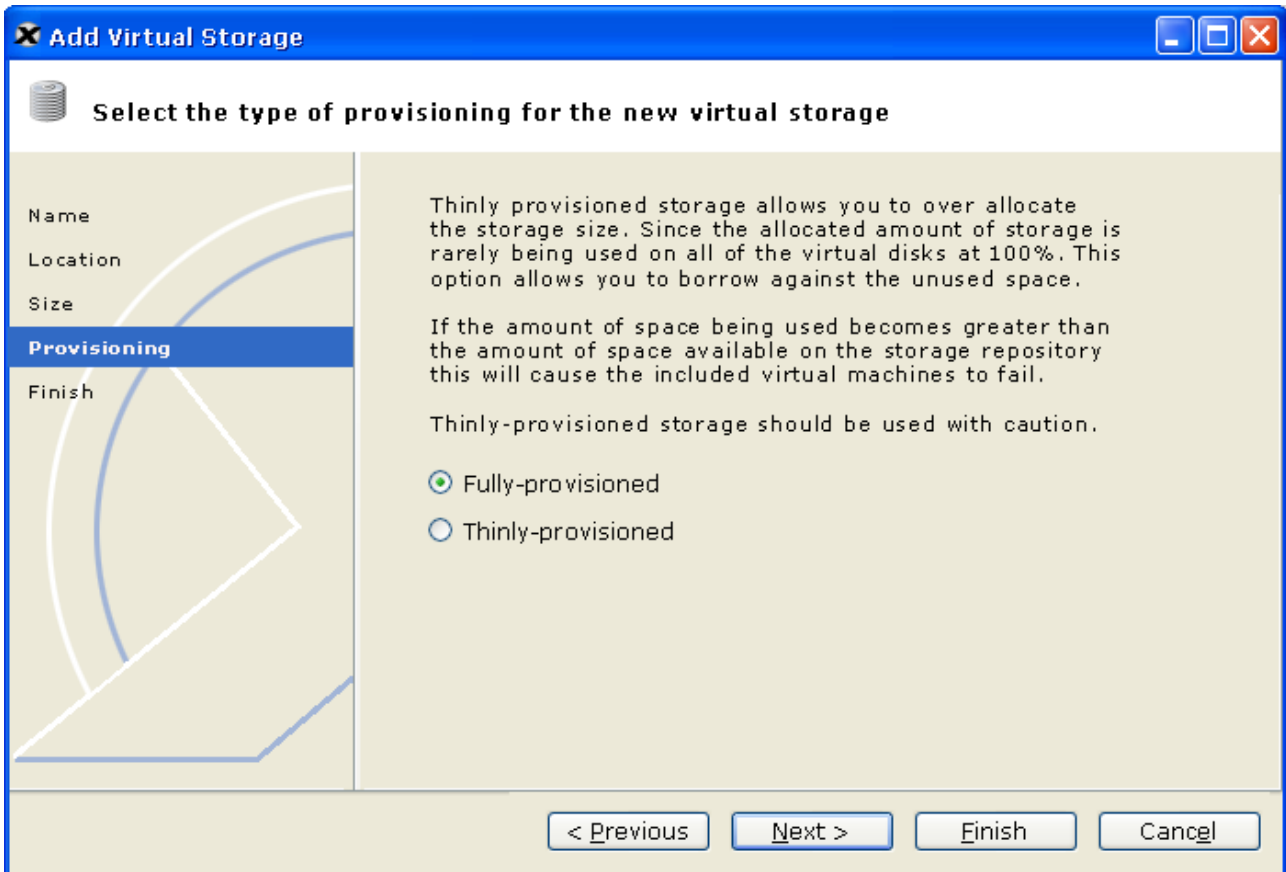 Add Virtual Storage
Select the type of provisioning for the new virtual storage
Name
Location
Size
Provisioning
Finish
Thinly provisioned storage allows you to over allocate
the storage size. Since the allocated amount of storage is
rarely being used on all of the virtual disks at 100%. This
option allows you to borrow against the unused space.
If the amount of space being used becomes greater than
the amount of space available on the storage repository
this will cause the included virtual machines to fail.
Thinly-provisioned storage should be used with caution.
Fully-provisioned
Thinly-provisioned
< Previous
Next >
Finish
Cancel